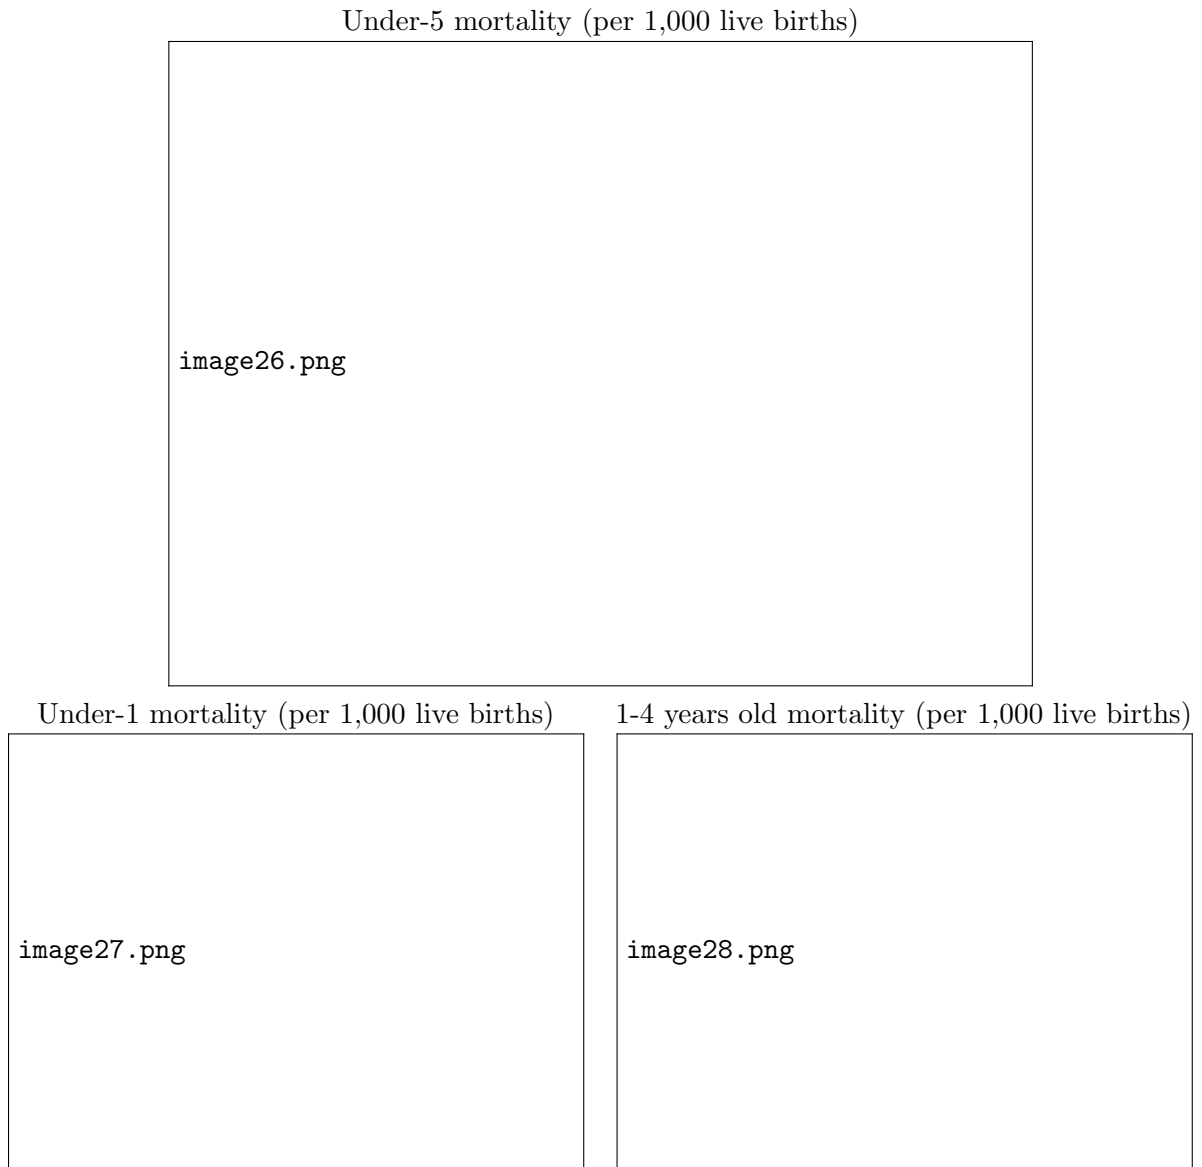 Under-5 mortality (per 1,000 live births)
image26.png
Under-1 mortality (per 1,000 live births)
1-4 years old mortality (per 1,000 live births)
image27.png
image28.png